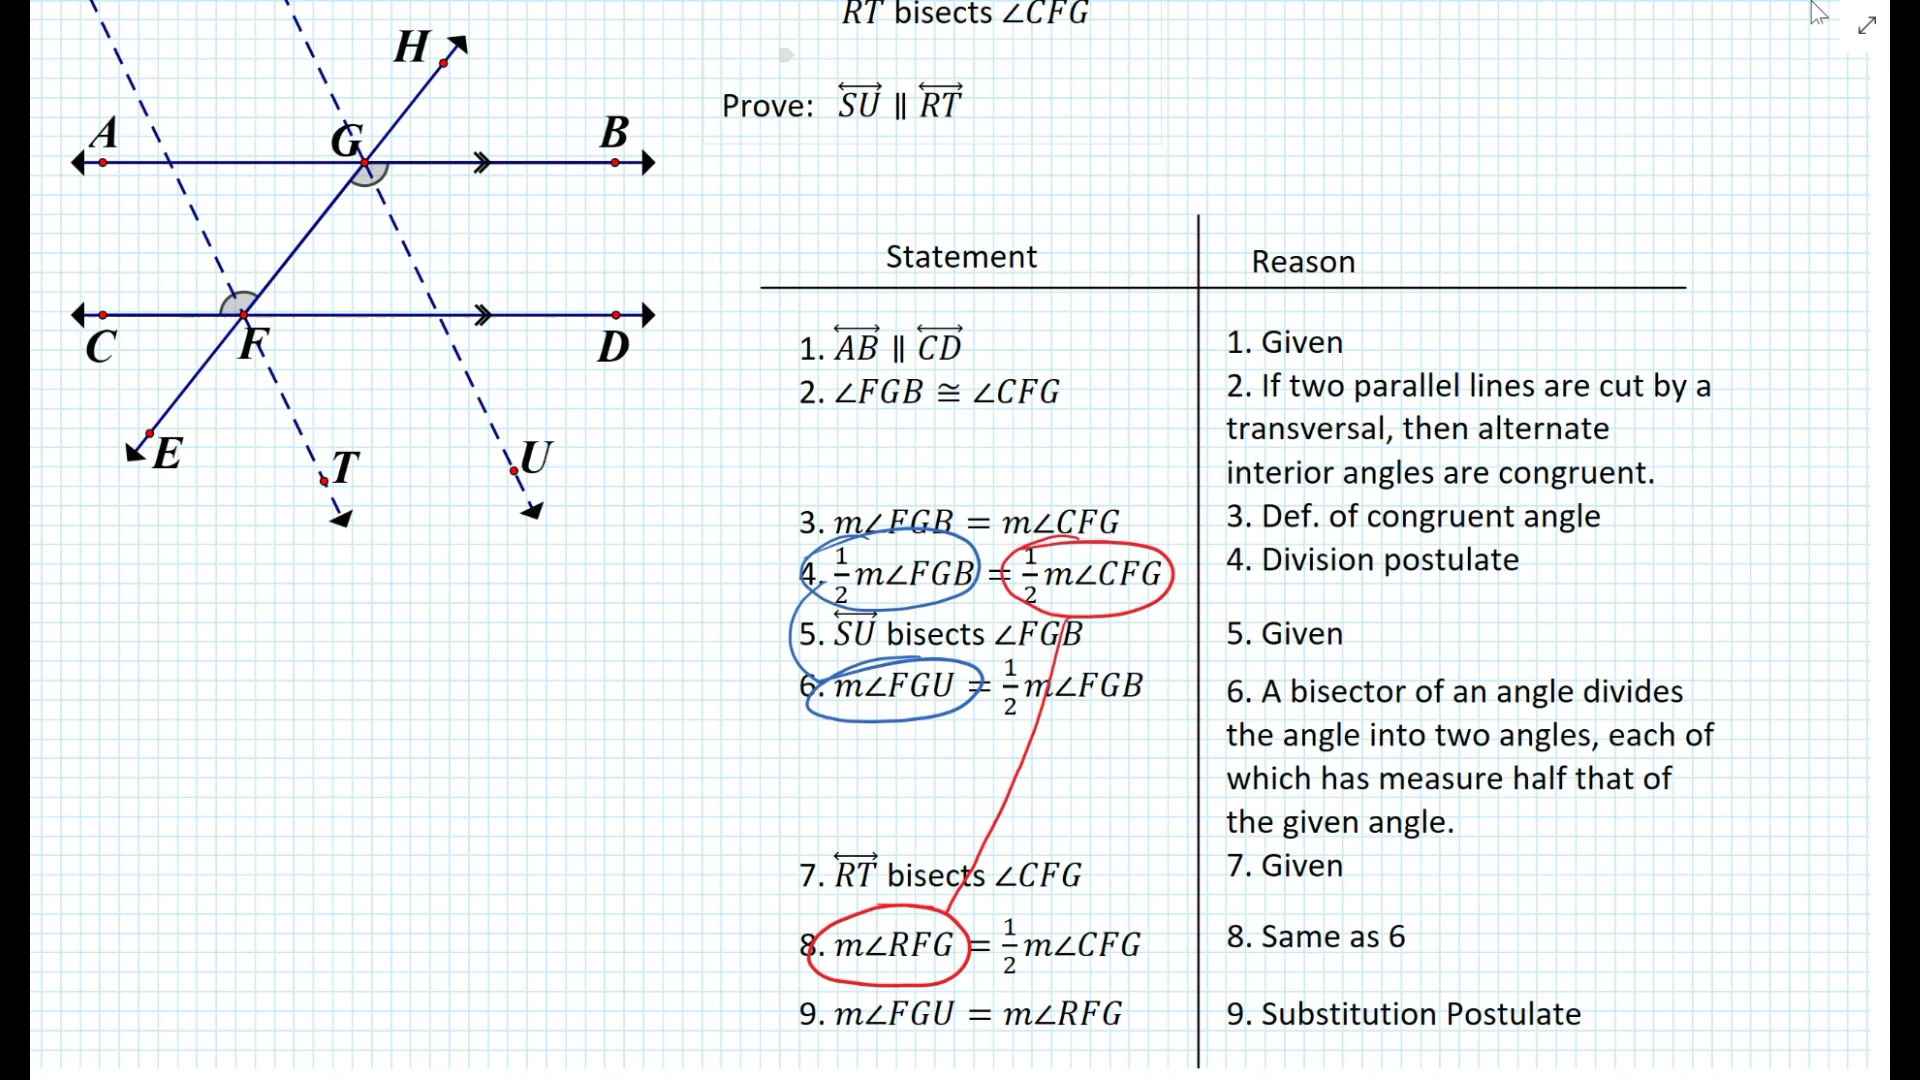 RT bisects ∠CFG
H
Prove: SU ∥ RT
A
G
B
Statement
Reason
C
F
D
1. AB ∥ CD
1. Given
2. ∠FGB ≅ ∠CFG
2. If two parallel lines are cut by a
transversal, then alternate
interior angles are congruent.
E
T
U
3. m∠FGB = m∠CFG
3. Def. of congruent angle
4. 1/2 m∠FGB = 1/2 m∠CFG
4. Division postulate
5. SU bisects ∠FGB
5. Given
6. m∠FGU = 1/2 m∠FGB
6. A bisector of an angle divides
the angle into two angles, each of
which has measure half that of
the given angle.
7. RT bisects ∠CFG
7. Given
8. m∠RFG = 1/2 m∠CFG
8. Same as 6
9. m∠FGU = m∠RFG
9. Substitution Postulate